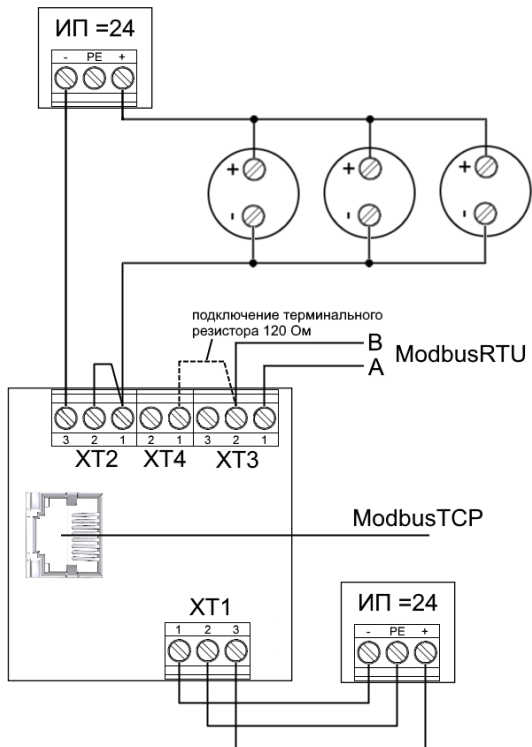 ИП =24
- PE +
+ + +
- - -
подключение терминального
резистора 120 Ом
B
A
ModbusRTU
3 2 1 2 1 3 2 1
XT2 XT4 XT3
ModbusTCP
XT1
1 2 3
ИП =24
- PE +